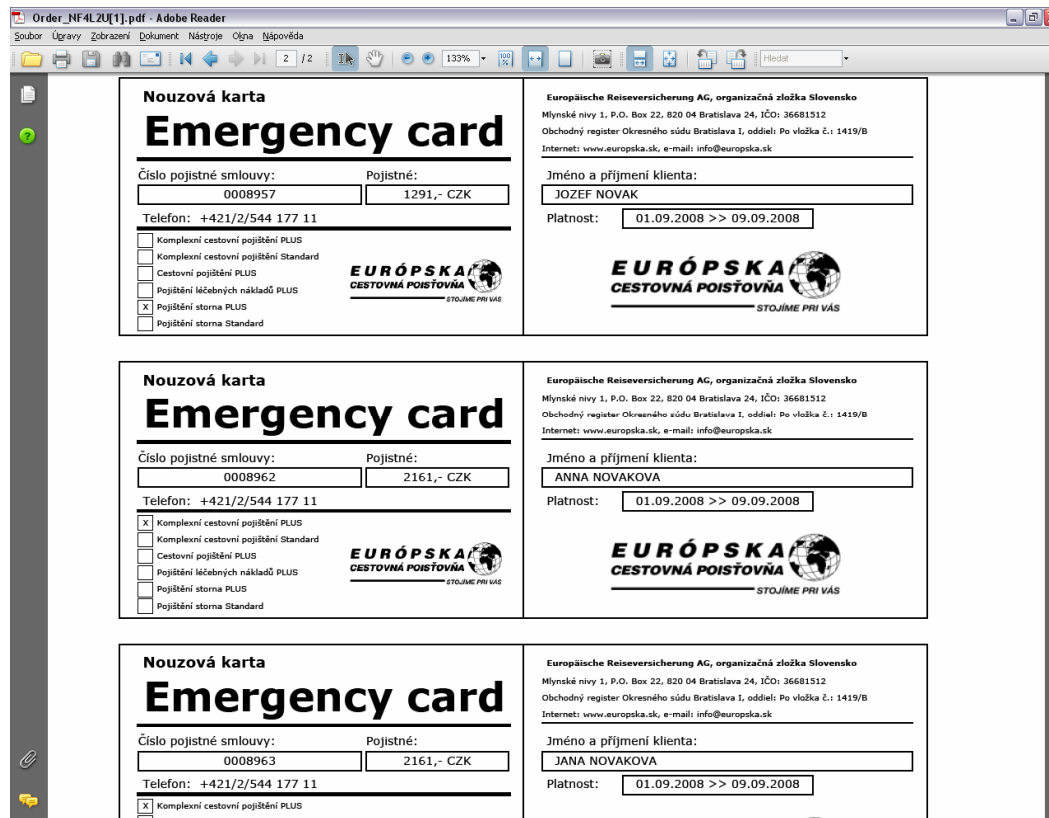 Order_NF4L2U[1].pdf - Adobe Reader
Soubor Úpravy Zobrazení Dokument Nástroje Okna Nápověda
2 / 2 133% Hledat
Nouzová karta
Emergency card
Číslo pojistné smlouvy: Pojistné:
0008957 1291,- CZK
Telefon: +421/2/544 177 11
Komplexní cestovní pojištění PLUS
Komplexní cestovní pojištění Standard
Cestovní pojištění PLUS
Pojištění léčebných nákladů PLUS
X Pojištění storna PLUS
Pojištění storna Standard
EURÓPSKA
CESTOVNÁ POISŤOVŇA
STOJÍME PRI VÁS
Europäische Reiseversicherung AG, organizačná zložka Slovensko
Mlynské nivy 1, P.O. Box 22, 820 04 Bratislava 24, IČO: 36681512
Obchodný register Okresného súdu Bratislava I, oddiel: Po vložka č.: 1419/B
Internet: www.europska.sk, e-mail: info@europska.sk
Jméno a příjmení klienta:
JOZEF NOVAK
Platnost: 01.09.2008 >> 09.09.2008
EURÓPSKA
CESTOVNÁ POISŤOVŇA
STOJÍME PRI VÁS
Nouzová karta
Emergency card
Číslo pojistné smlouvy: Pojistné:
0008962 2161,- CZK
Telefon: +421/2/544 177 11
X Komplexní cestovní pojištění PLUS
Komplexní cestovní pojištění Standard
Cestovní pojištění PLUS
Pojištění léčebných nákladů PLUS
Pojištění storna PLUS
Pojištění storna Standard
EURÓPSKA
CESTOVNÁ POISŤOVŇA
STOJÍME PRI VÁS
Europäische Reiseversicherung AG, organizačná zložka Slovensko
Mlynské nivy 1, P.O. Box 22, 820 04 Bratislava 24, IČO: 36681512
Obchodný register Okresného súdu Bratislava I, oddiel: Po vložka č.: 1419/B
Internet: www.europska.sk, e-mail: info@europska.sk
Jméno a příjmení klienta:
ANNA NOVAKOVA
Platnost: 01.09.2008 >> 09.09.2008
EURÓPSKA
CESTOVNÁ POISŤOVŇA
STOJÍME PRI VÁS
Nouzová karta
Emergency card
Číslo pojistné smlouvy: Pojistné:
0008963 2161,- CZK
Telefon: +421/2/544 177 11
X Komplexní cestovní pojištění PLUS
Europäische Reiseversicherung AG, organizačná zložka Slovensko
Mlynské nivy 1, P.O. Box 22, 820 04 Bratislava 24, IČO: 36681512
Obchodný register Okresného súdu Bratislava I, oddiel: Po vložka č.: 1419/B
Internet: www.europska.sk, e-mail: info@europska.sk
Jméno a příjmení klienta:
JANA NOVAKOVA
Platnost: 01.09.2008 >> 09.09.2008